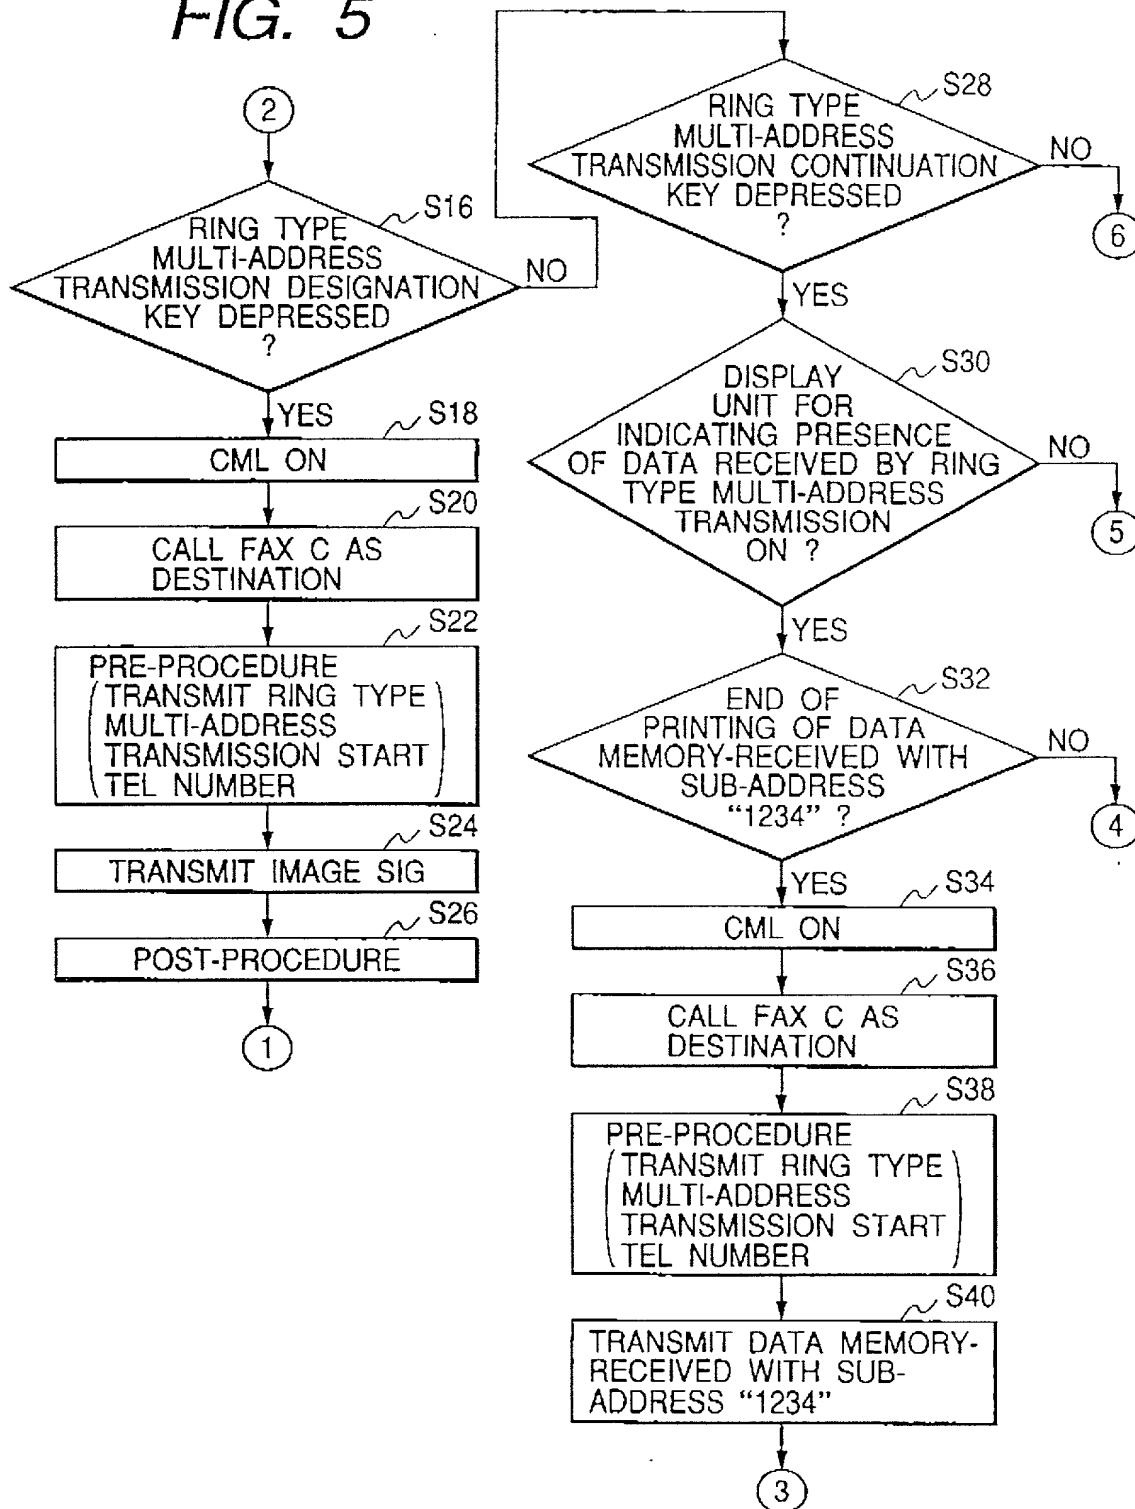 FIG. 5
2
S16
RING TYPE
MULTI-ADDRESS
TRANSMISSION DESIGNATION
KEY DEPRESSED
?
NO
YES
S18
CML ON
S20
CALL FAX C AS
DESTINATION
S22
PRE-PROCEDURE
TRANSMIT RING TYPE
MULTI-ADDRESS
TRANSMISSION START
TEL NUMBER
S24
TRANSMIT IMAGE SIG
S26
POST-PROCEDURE
1
S28
RING TYPE
MULTI-ADDRESS
TRANSMISSION CONTINUATION
KEY DEPRESSED
?
NO
6
YES
S30
DISPLAY
UNIT FOR
INDICATING PRESENCE
OF DATA RECEIVED BY RING
TYPE MULTI-ADDRESS
TRANSMISSION
ON ?
NO
5
YES
S32
END OF
PRINTING OF DATA
MEMORY-RECEIVED WITH
SUB-ADDRESS
“1234” ?
NO
4
YES
S34
CML ON
S36
CALL FAX C AS
DESTINATION
S38
PRE-PROCEDURE
(TRANSMIT RING TYPE
MULTI-ADDRESS
TRANSMISSION START
TEL NUMBER)
S40
TRANSMIT DATA MEMORY-
RECEIVED WITH SUB-
ADDRESS “1234”
3